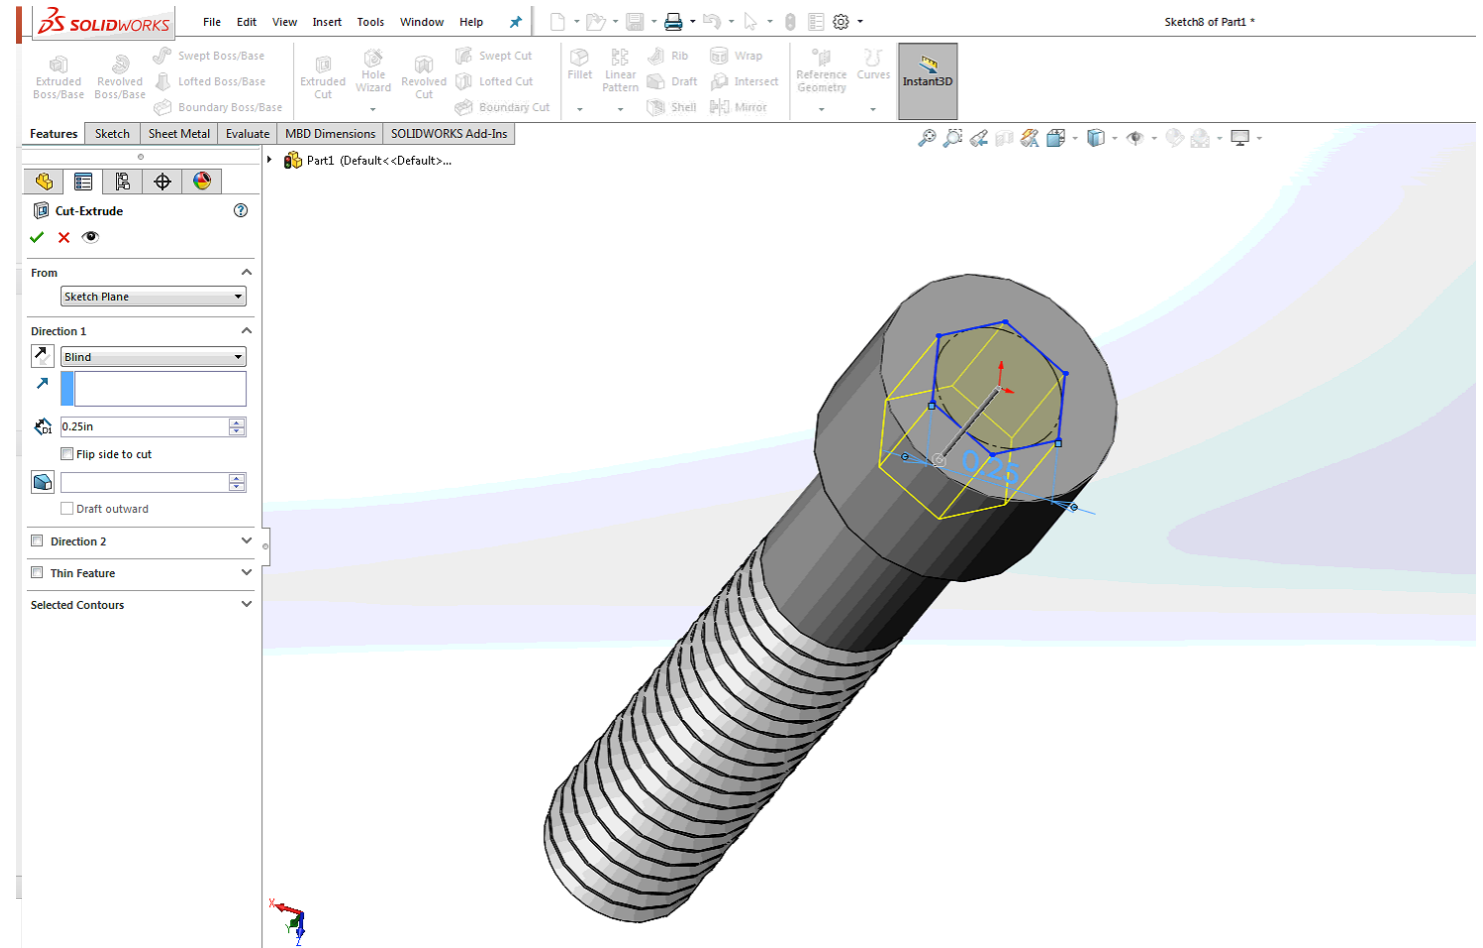 SOLIDWORKS File Edit View Insert Tools Window Help Sketch8 of Part1 *
Extruded Boss/Base
Revolved Boss/Base
Swept Boss/Base
Lofted Boss/Base
Boundary Boss/Base
Extruded Cut
Hole Wizard
Revolved Cut
Swept Cut
Lofted Cut
Boundary Cut
Fillet
Linear Pattern
Rib
Draft
Shell
Wrap
Intersect
Mirror
Reference Geometry
Curves
Instant3D
Features Sketch Sheet Metal Evaluate MBD Dimensions SOLIDWORKS Add-Ins
Part1 (Default<<Default>...
Cut-Extrude
From
Sketch Plane
Direction 1
Blind
D1
0.25in
Flip side to cut
Draft outward
Direction 2
Thin Feature
Selected Contours
0.25
X
Y
Z